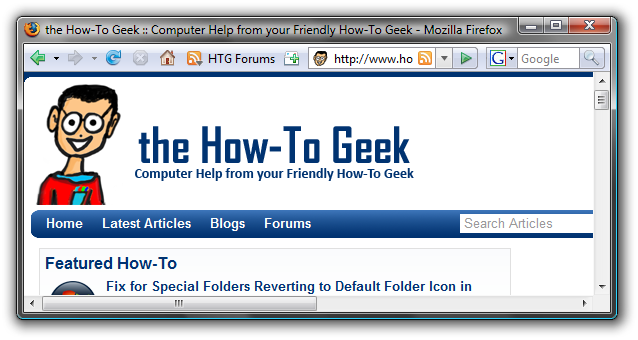 the How-To Geek :: Computer Help from your Friendly How-To Geek - Mozilla Firefox
HTG Forums http://www.ho G Google
the How-To Geek
Computer Help from your Friendly How-To Geek
Home Latest Articles Blogs Forums Search Articles
Featured How-To
Fix for Special Folders Reverting to Default Folder Icon in